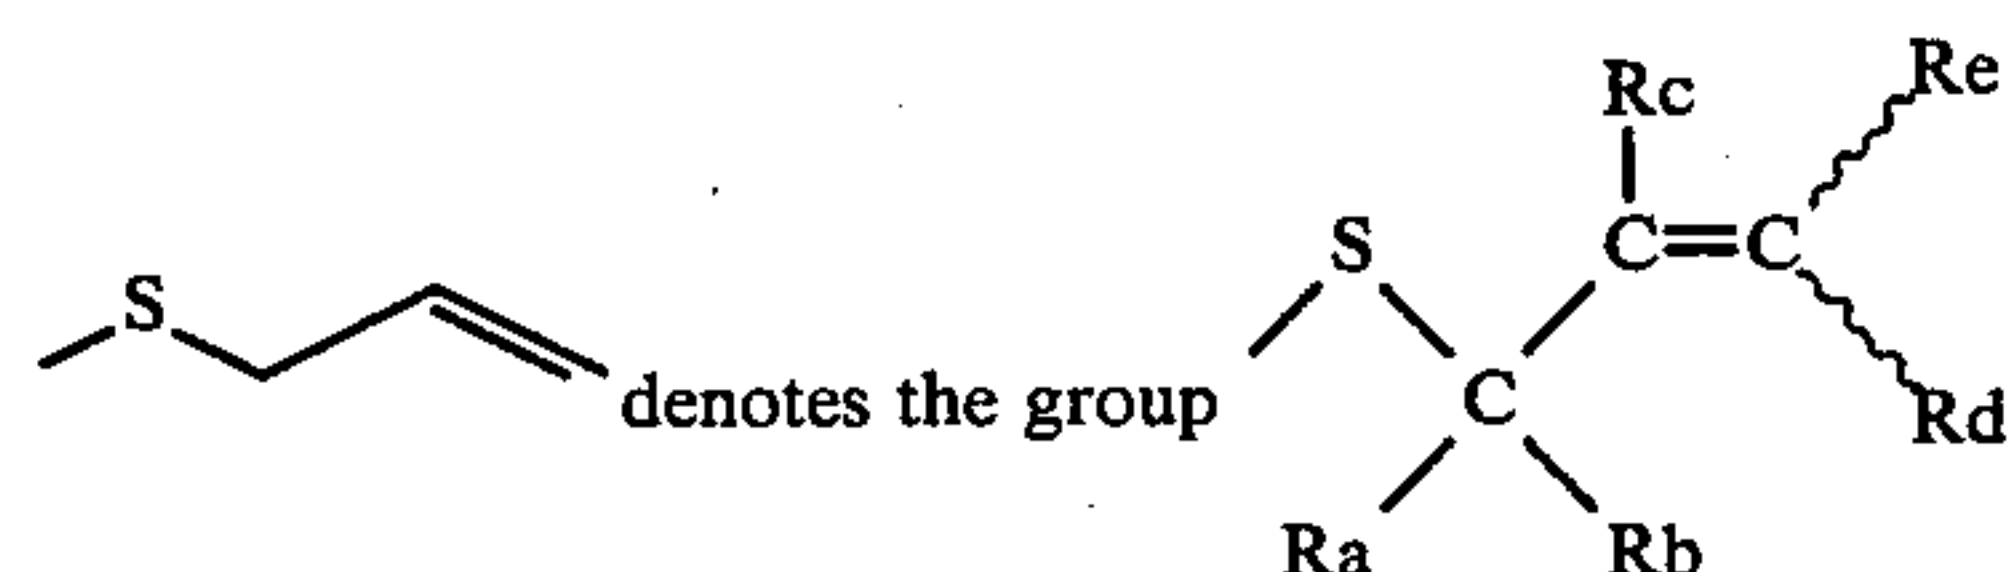 Rc Re
S C=C
S
denotes the group C Rd
Ra Rb